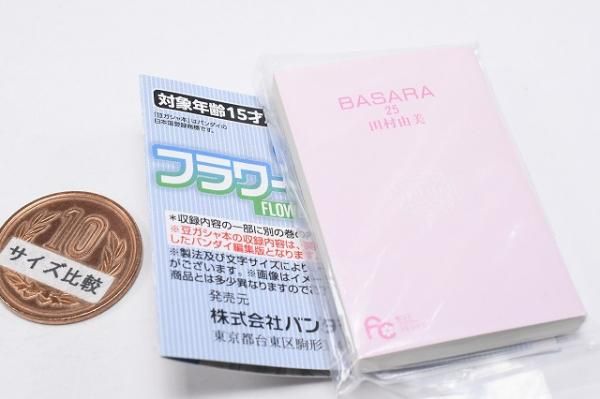 10
サイズ比較
対象年齢15才
「豆ガシャ本」はバンダイの
日本国登録商標です。
フラワー
FLOW
＊収録内容の一部に別の巻の
※豆ガシャ本の収録内容は、
したバンダイ編集版となります
※製法及び文字サイズにより
がございます。※画像はイメー
商品とは多少異なりますのでご
発売元
株式会社バンダ
東京都台東区駒形
BASARA
25
田村由美
FC